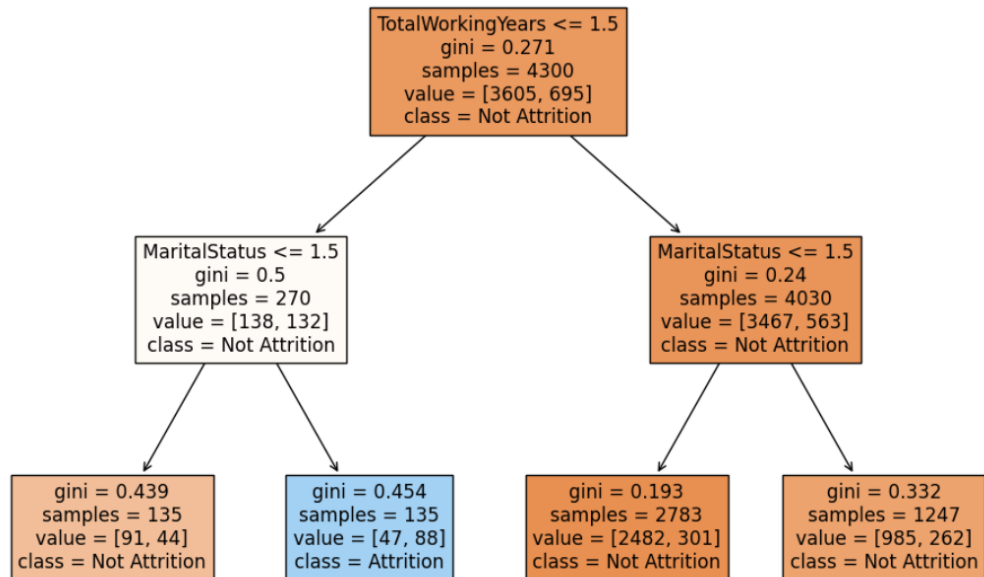 TotalWorkingYears <= 1.5
gini = 0.271
samples = 4300
value = [3605, 695]
class = Not Attrition
MaritalStatus <= 1.5
gini = 0.5
samples = 270
value = [138, 132]
class = Not Attrition
MaritalStatus <= 1.5
gini = 0.24
samples = 4030
value = [3467, 563]
class = Not Attrition
gini = 0.439
samples = 135
value = [91, 44]
class = Not Attrition
gini = 0.454
samples = 135
value = [47, 88]
class = Attrition
gini = 0.193
samples = 2783
value = [2482, 301]
class = Not Attrition
gini = 0.332
samples = 1247
value = [985, 262]
class = Not Attrition